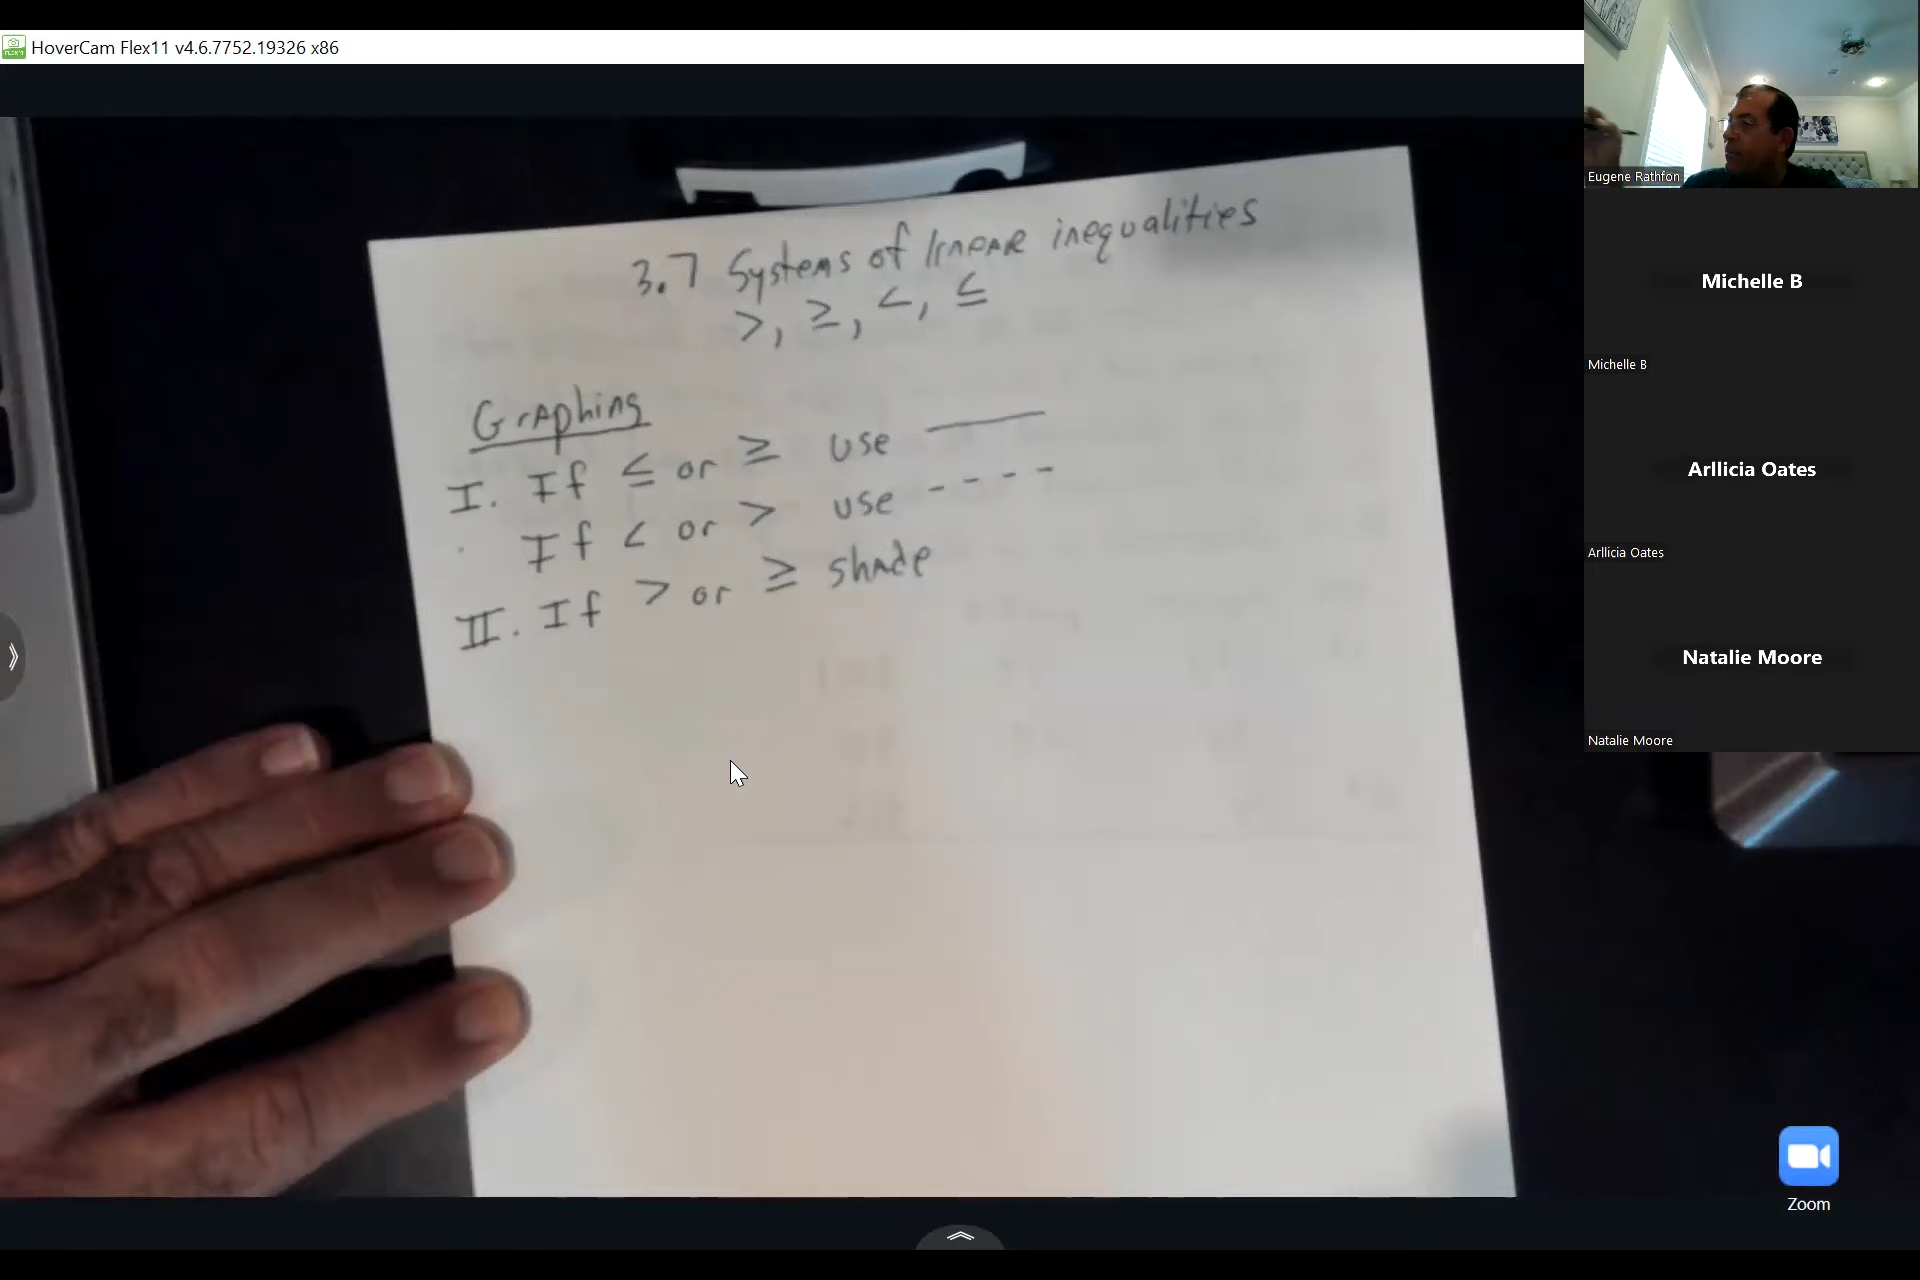 HoverCam Flex11 v4.6.7752.19326 x86
3.7 Systems of linear inequalities
>, ≥, <, ≤
Graphing
I. If ≤ or ≥ use ———
If < or > use - - - -
II. If > or ≥ shade
Eugene Rathfon
Michelle B
Michelle B
Arllicia Oates
Arllicia Oates
Natalie Moore
Natalie Moore
Zoom